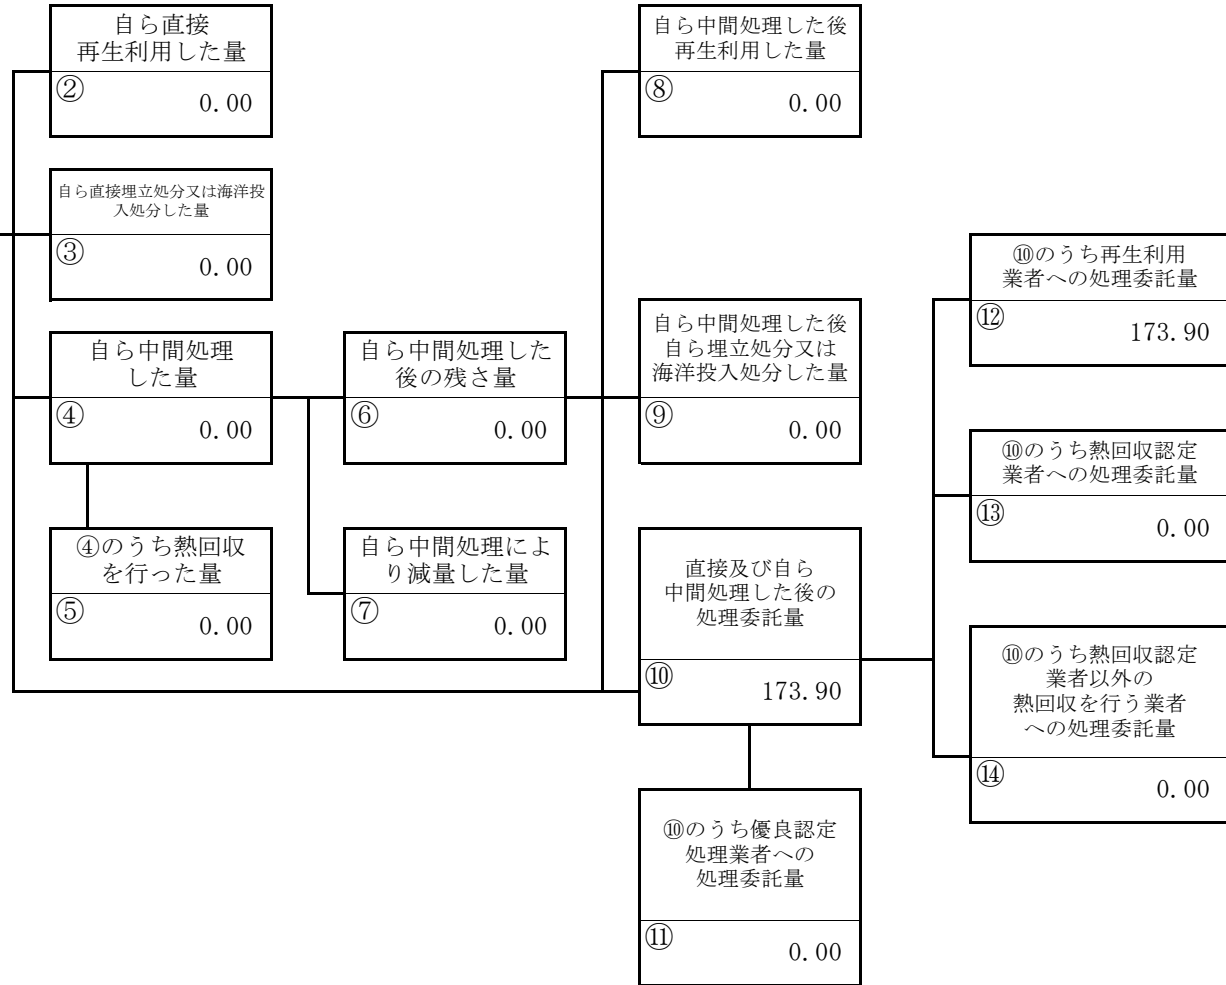 自ら直接
再生利用した量
②
0.00
自ら直接埋立処分又は海洋投
入処分した量
③
0.00
自ら中間処理
した量
④
0.00
④のうち熱回収
を行った量
⑤
0.00
自ら中間処理した
後の残さ量
⑥
0.00
自ら中間処理によ
り減量した量
⑦
0.00
自ら中間処理した後
再生利用した量
⑧
0.00
自ら中間処理した後
自ら埋立処分又は
海洋投入処分した量
⑨
0.00
直接及び自ら
中間処理した後の
処理委託量
⑩
173.90
⑩のうち優良認定
処理業者への
処理委託量
⑪
0.00
⑩のうち再生利用
業者への処理委託量
⑫
173.90
⑩のうち熱回収認定
業者への処理委託量
⑬
0.00
⑩のうち熱回収認定
業者以外の
熱回収を行う業者
への処理委託量
⑭
0.00